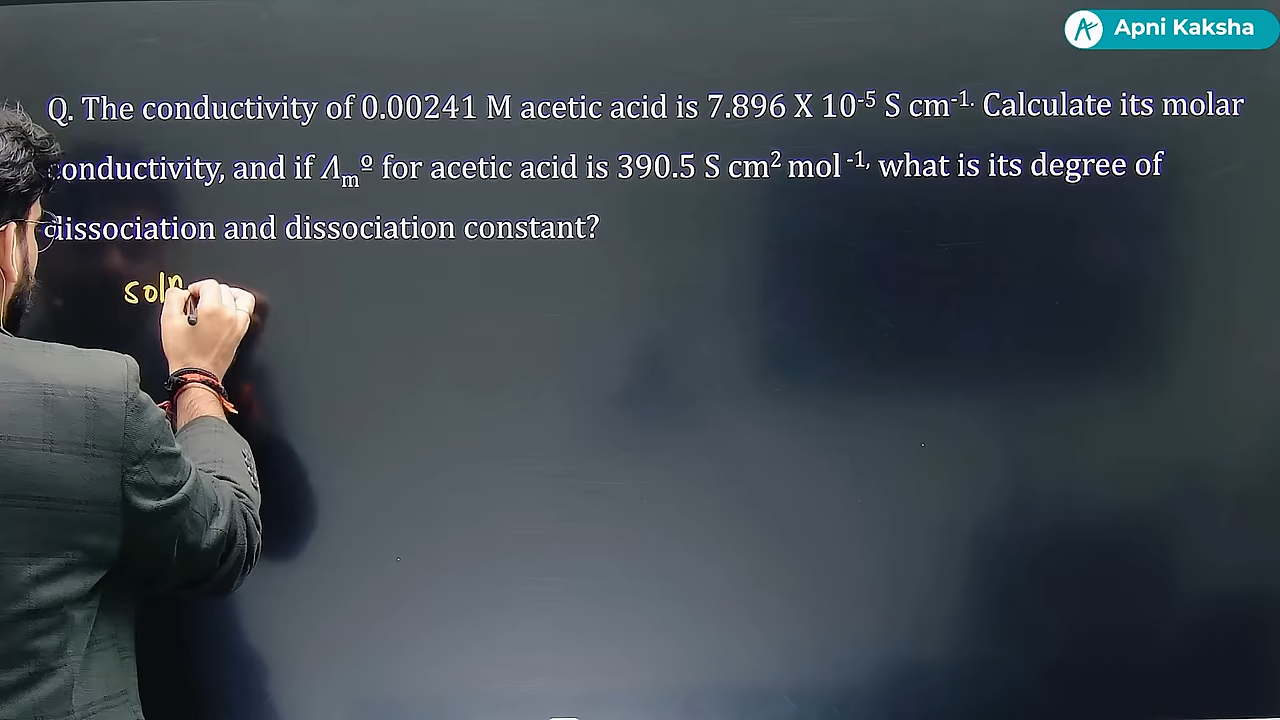 Apni Kaksha
Q. The conductivity of 0.00241 M acetic acid is 7.896 X 10⁻⁵ S cm⁻¹. Calculate its molar
conductivity, and if Λₘº for acetic acid is 390.5 S cm² mol ⁻¹, what is its degree of
dissociation and dissociation constant?
soln